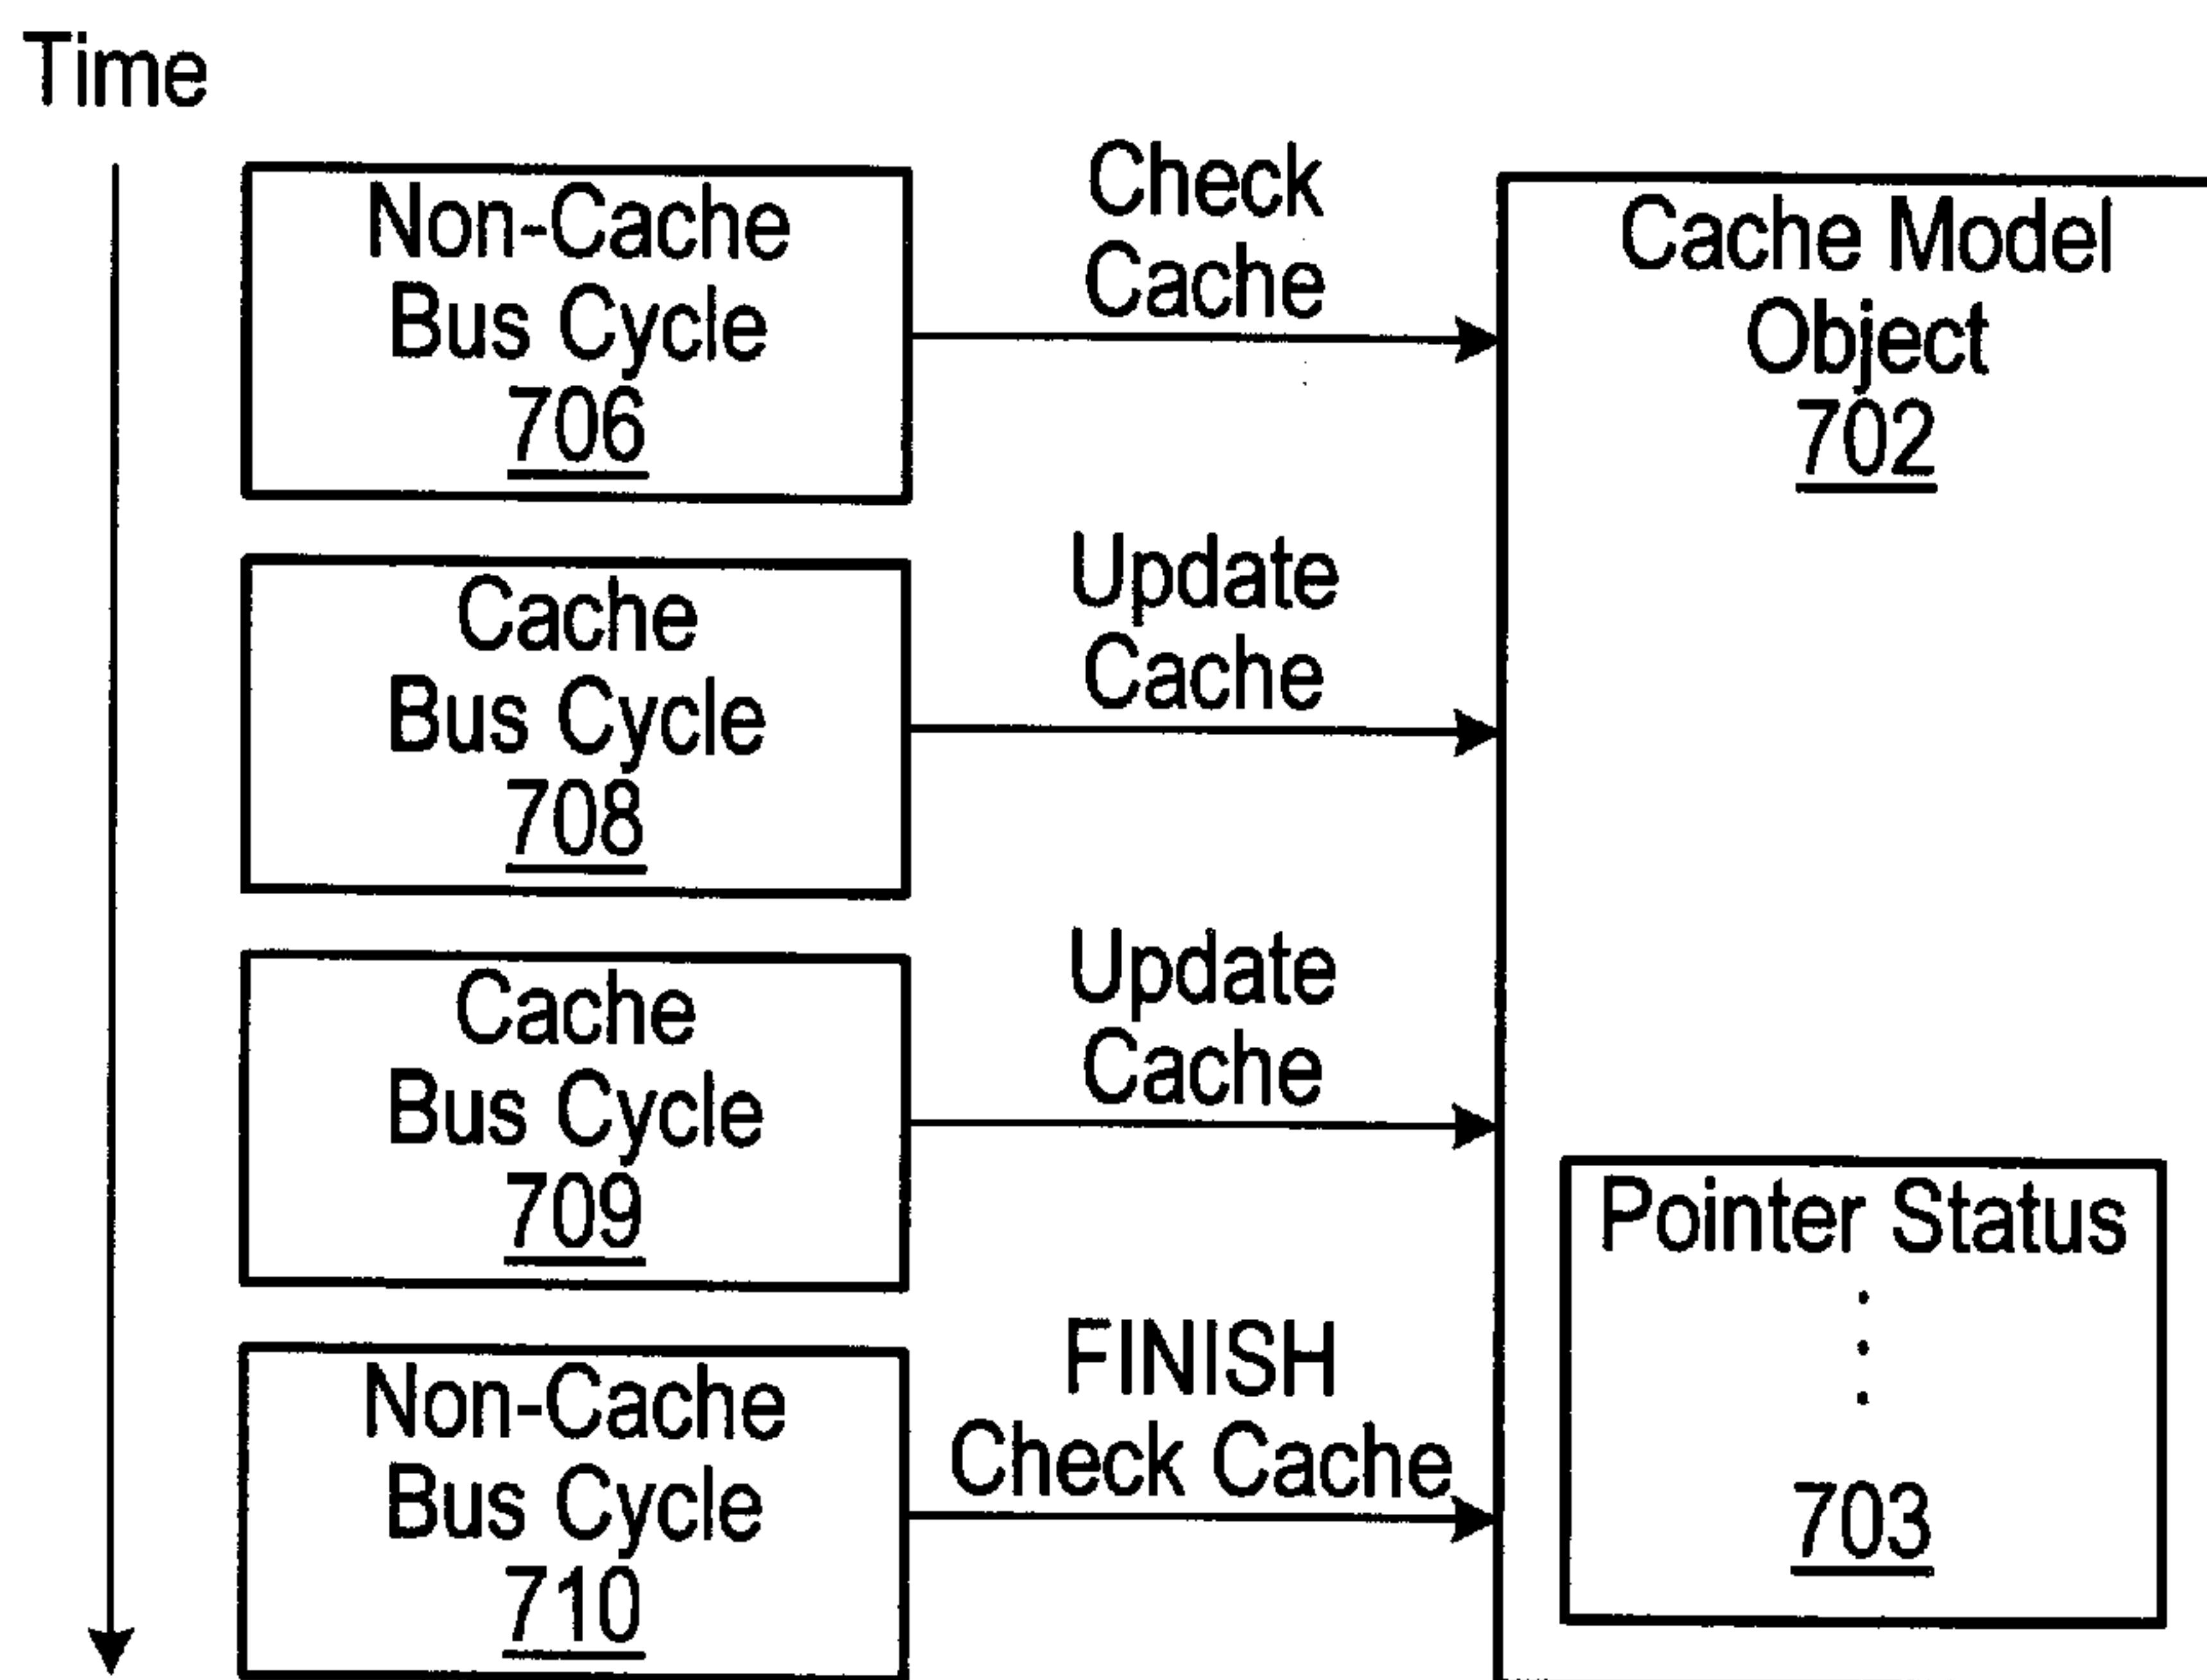 Time
Non-Cache
Bus Cycle
706
Check
Cache
Cache Model
Object
702
Cache
Bus Cycle
708
Update
Cache
Cache
Bus Cycle
709
Update
Cache
Pointer Status
703
Non-Cache
Bus Cycle
710
FINISH
Check Cache